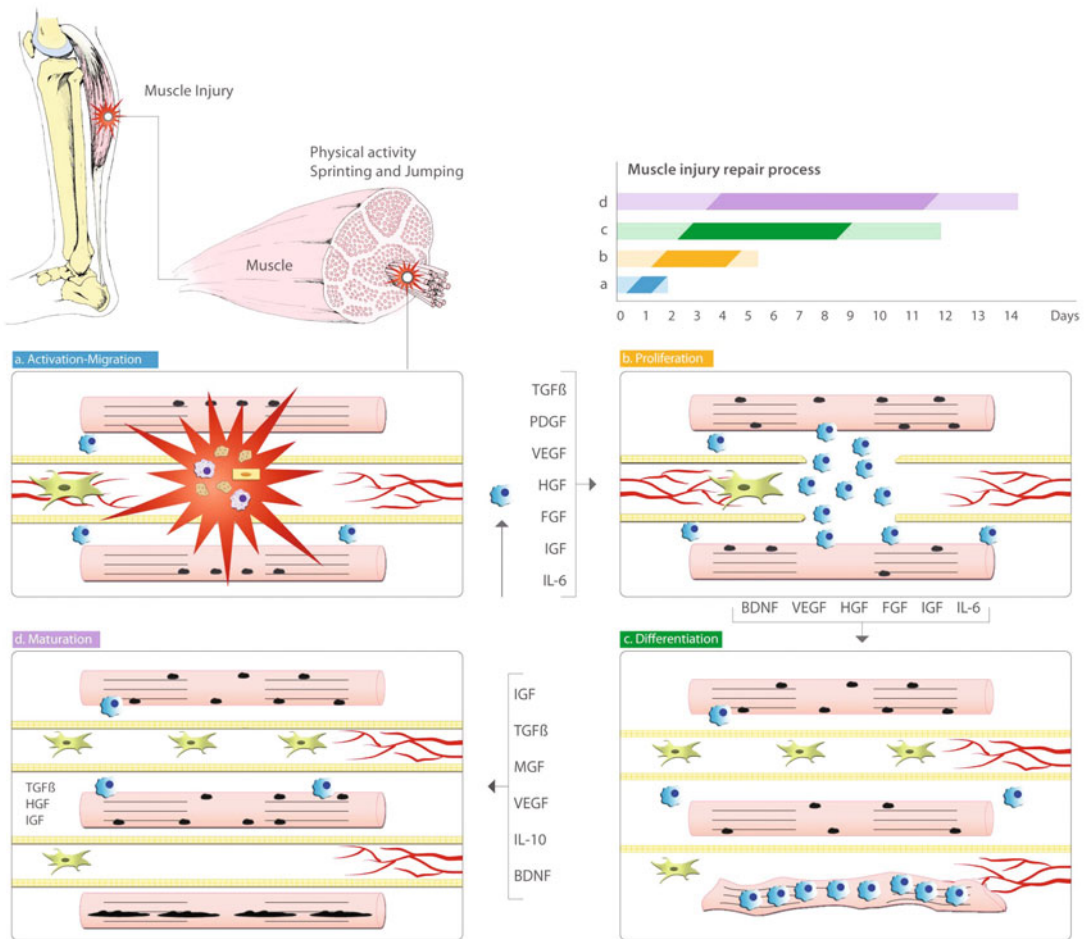 Muscle Injury
Physical activity
Sprinting and Jumping
Muscle
Muscle injury repair process
d
c
b
a
0 1 2 3 4 5 6 7 8 9 10 11 12 13 14 Days
a. Activation-Migration
TGFß
PDGF
VEGF
HGF
FGF
IGF
IL-6
b. Proliferation
BDNF VEGF HGF FGF IGF IL-6
d. Maturation
TGFß
HGF
IGF
IGF
TGFß
MGF
VEGF
IL-10
BDNF
c. Differentiation